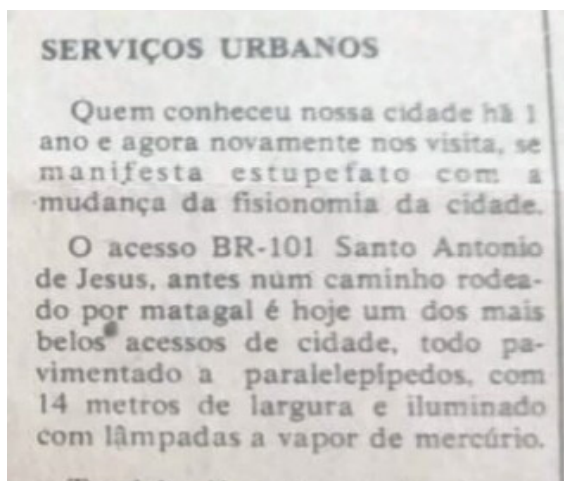 SERVIÇOS URBANOS
Quem conheceu nossa cidade há 1
ano e agora novamente nos visita, se
manifesta estupefato com a
mudança da fisionomia da cidade.
O acesso BR-101 Santo Antonio
de Jesus, antes num caminho rodea-
do por matagal é hoje um dos mais
belos acessos de cidade, todo pa-
vimentado a paralelepípedos, com
14 metros de largura e iluminado
com lâmpadas a vapor de mercúrio.